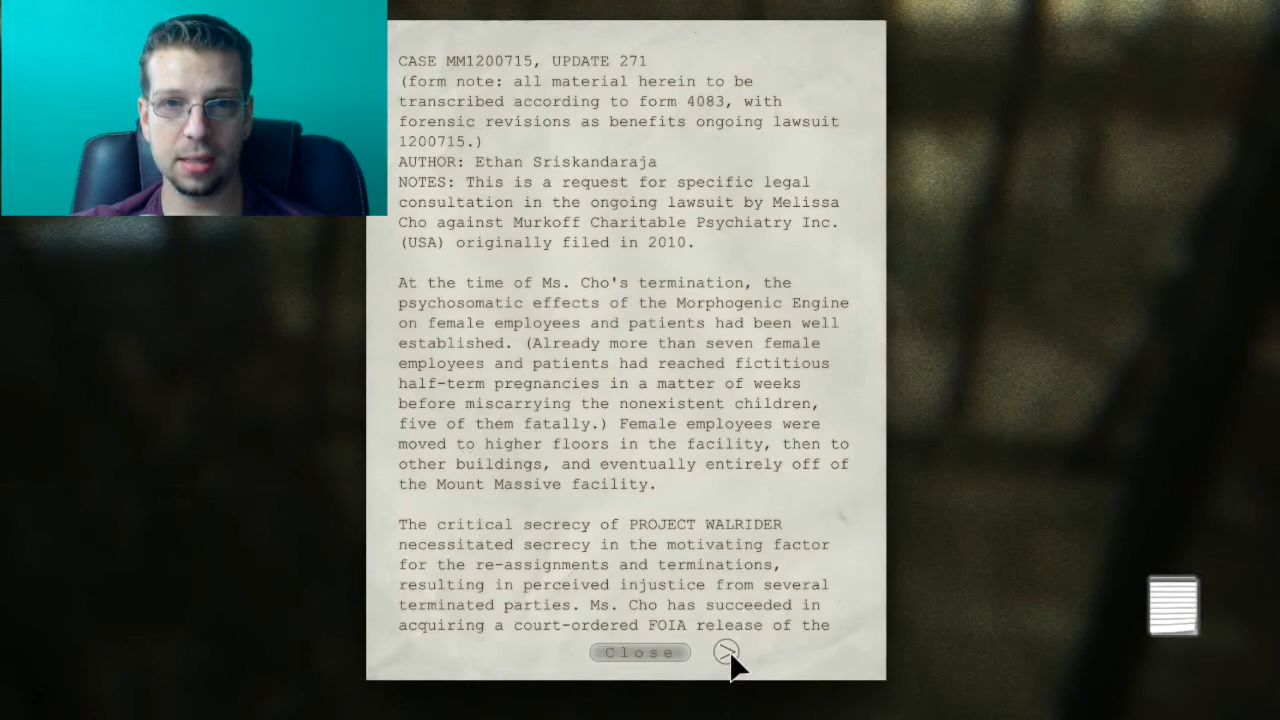 CASE MM1200715, UPDATE 271
(form note: all material herein to be
transcribed according to form 4083, with
forensic revisions as benefits ongoing lawsuit
1200715.)
AUTHOR: Ethan Sriskandaraja
NOTES: This is a request for specific legal
consultation in the ongoing lawsuit by Melissa
Cho against Murkoff Charitable Psychiatry Inc.
(USA) originally filed in 2010.
At the time of Ms. Cho's termination, the
psychosomatic effects of the Morphogenic Engine
on female employees and patients had been well
established. (Already more than seven female
employees and patients had reached fictitious
half-term pregnancies in a matter of weeks
before miscarrying the nonexistent children,
five of them fatally.) Female employees were
moved to higher floors in the facility, then to
other buildings, and eventually entirely off of
the Mount Massive facility.
The critical secrecy of PROJECT WALRIDER
necessitated secrecy in the motivating factor
for the re-assignments and terminations,
resulting in perceived injustice from several
terminated parties. Ms. Cho has succeeded in
acquiring a court-ordered FOIA release of the
Close >